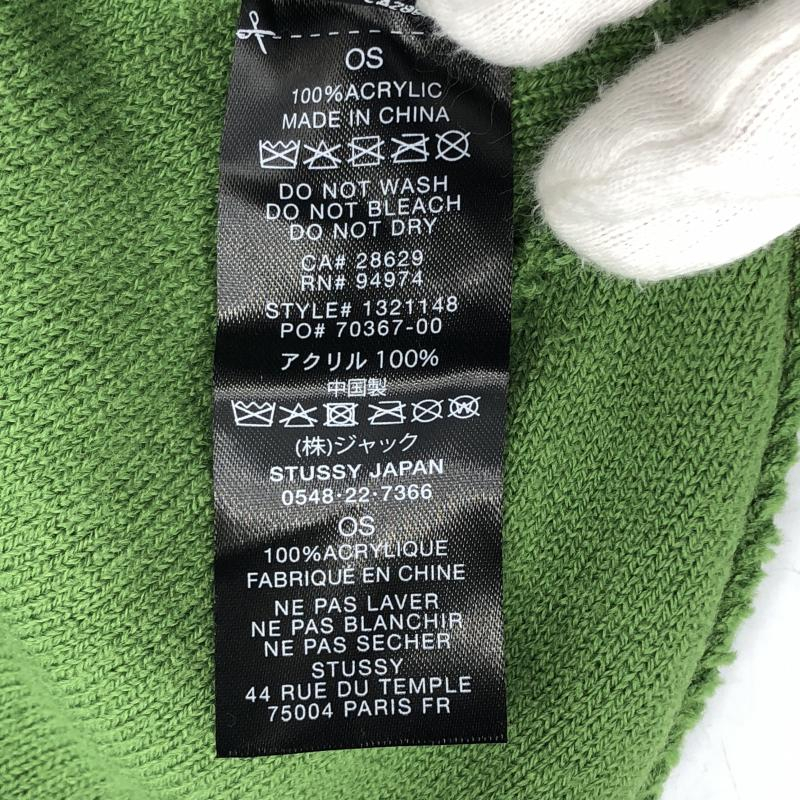 OS
100%ACRYLIC
MADE IN CHINA
DO NOT WASH
DO NOT BLEACH
DO NOT DRY
CA# 28629
RN# 94974
STYLE# 1321148
PO# 70367-00
アクリル 100%
中国製
(株)ジャック
STUSSY JAPAN
0548·22·7366
OS
100%ACRYLIQUE
FABRIQUE EN CHINE
NE PAS LAVER
NE PAS BLANCHIR
NE PAS SECHER
STUSSY
44 RUE DU TEMPLE
75004 PARIS FR